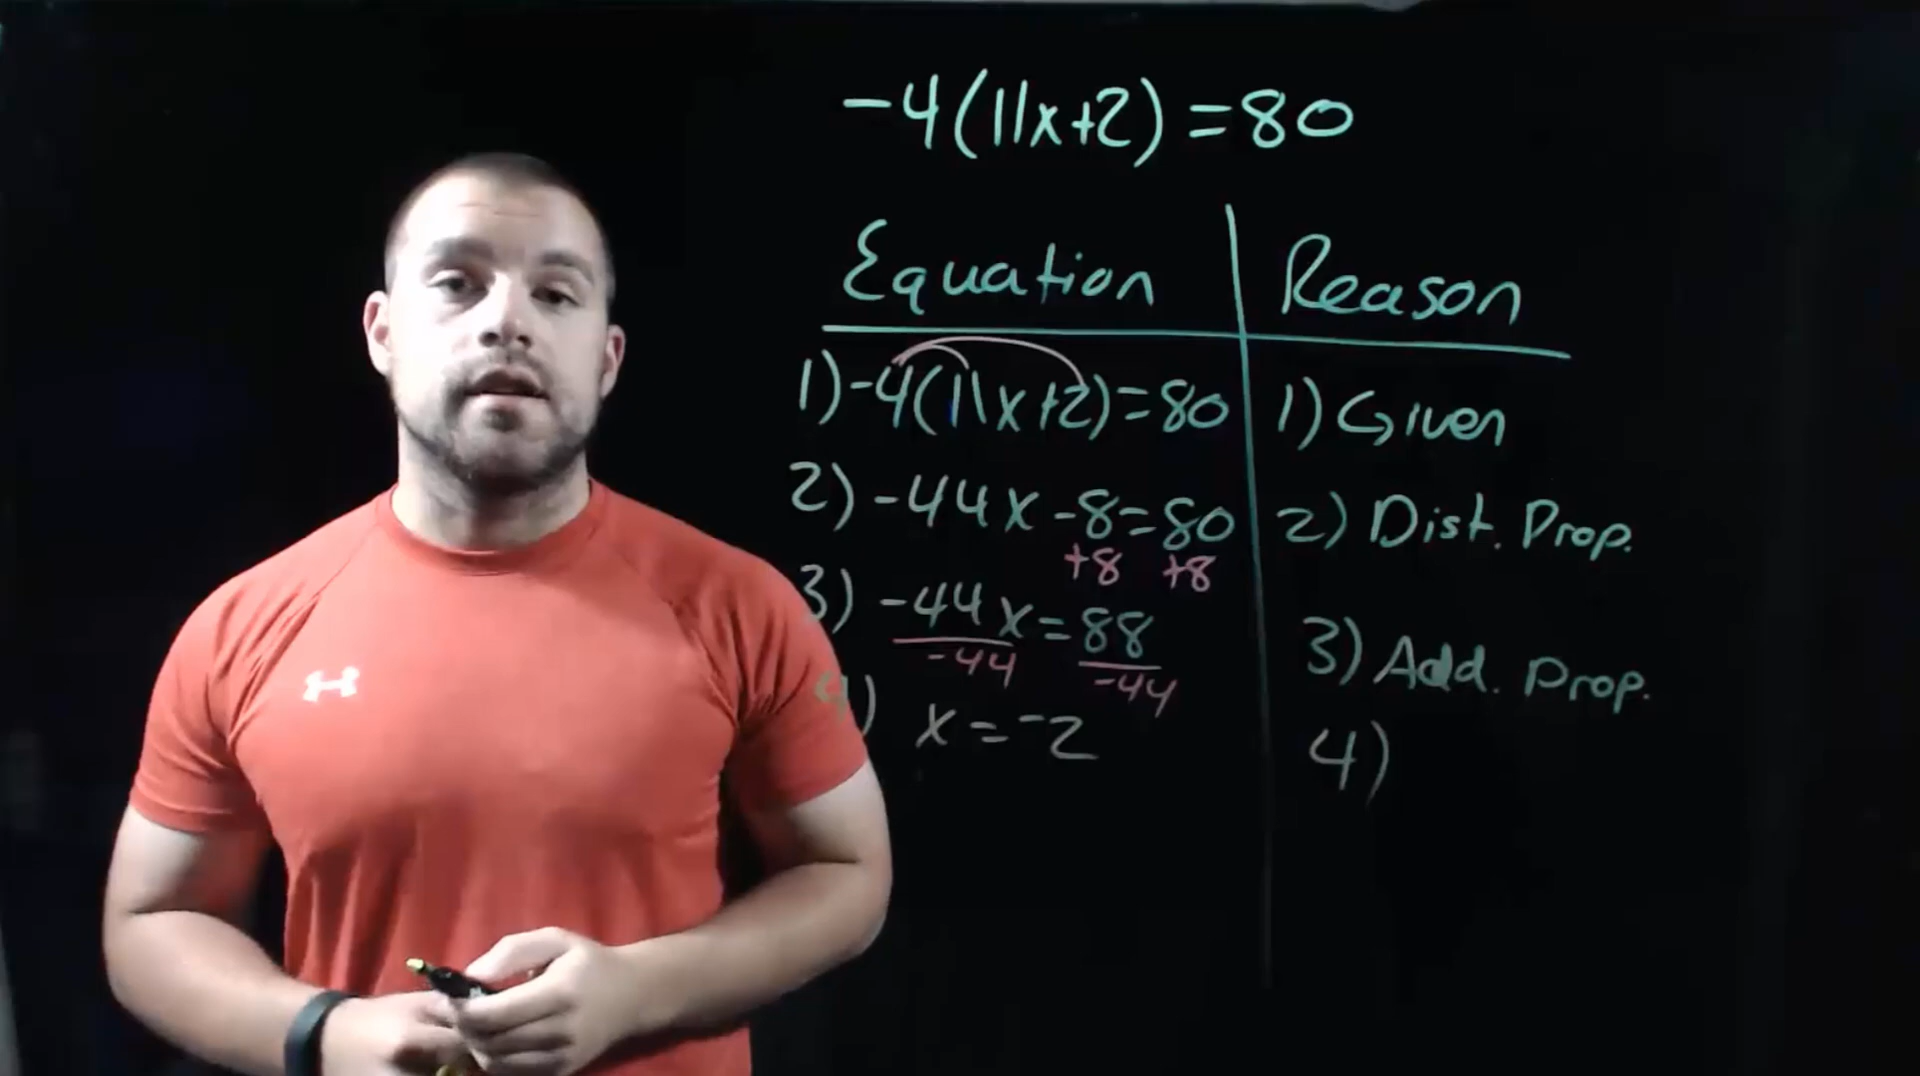 -4(11x+2)=80
Equation Reason
1) -4(11x+2)=80 1) Given
2) -44x-8=80 2) Dist. Prop.
+8 +8
3) -44x=88 3) Add. Prop.
-44 -44
4) x=-2 4)